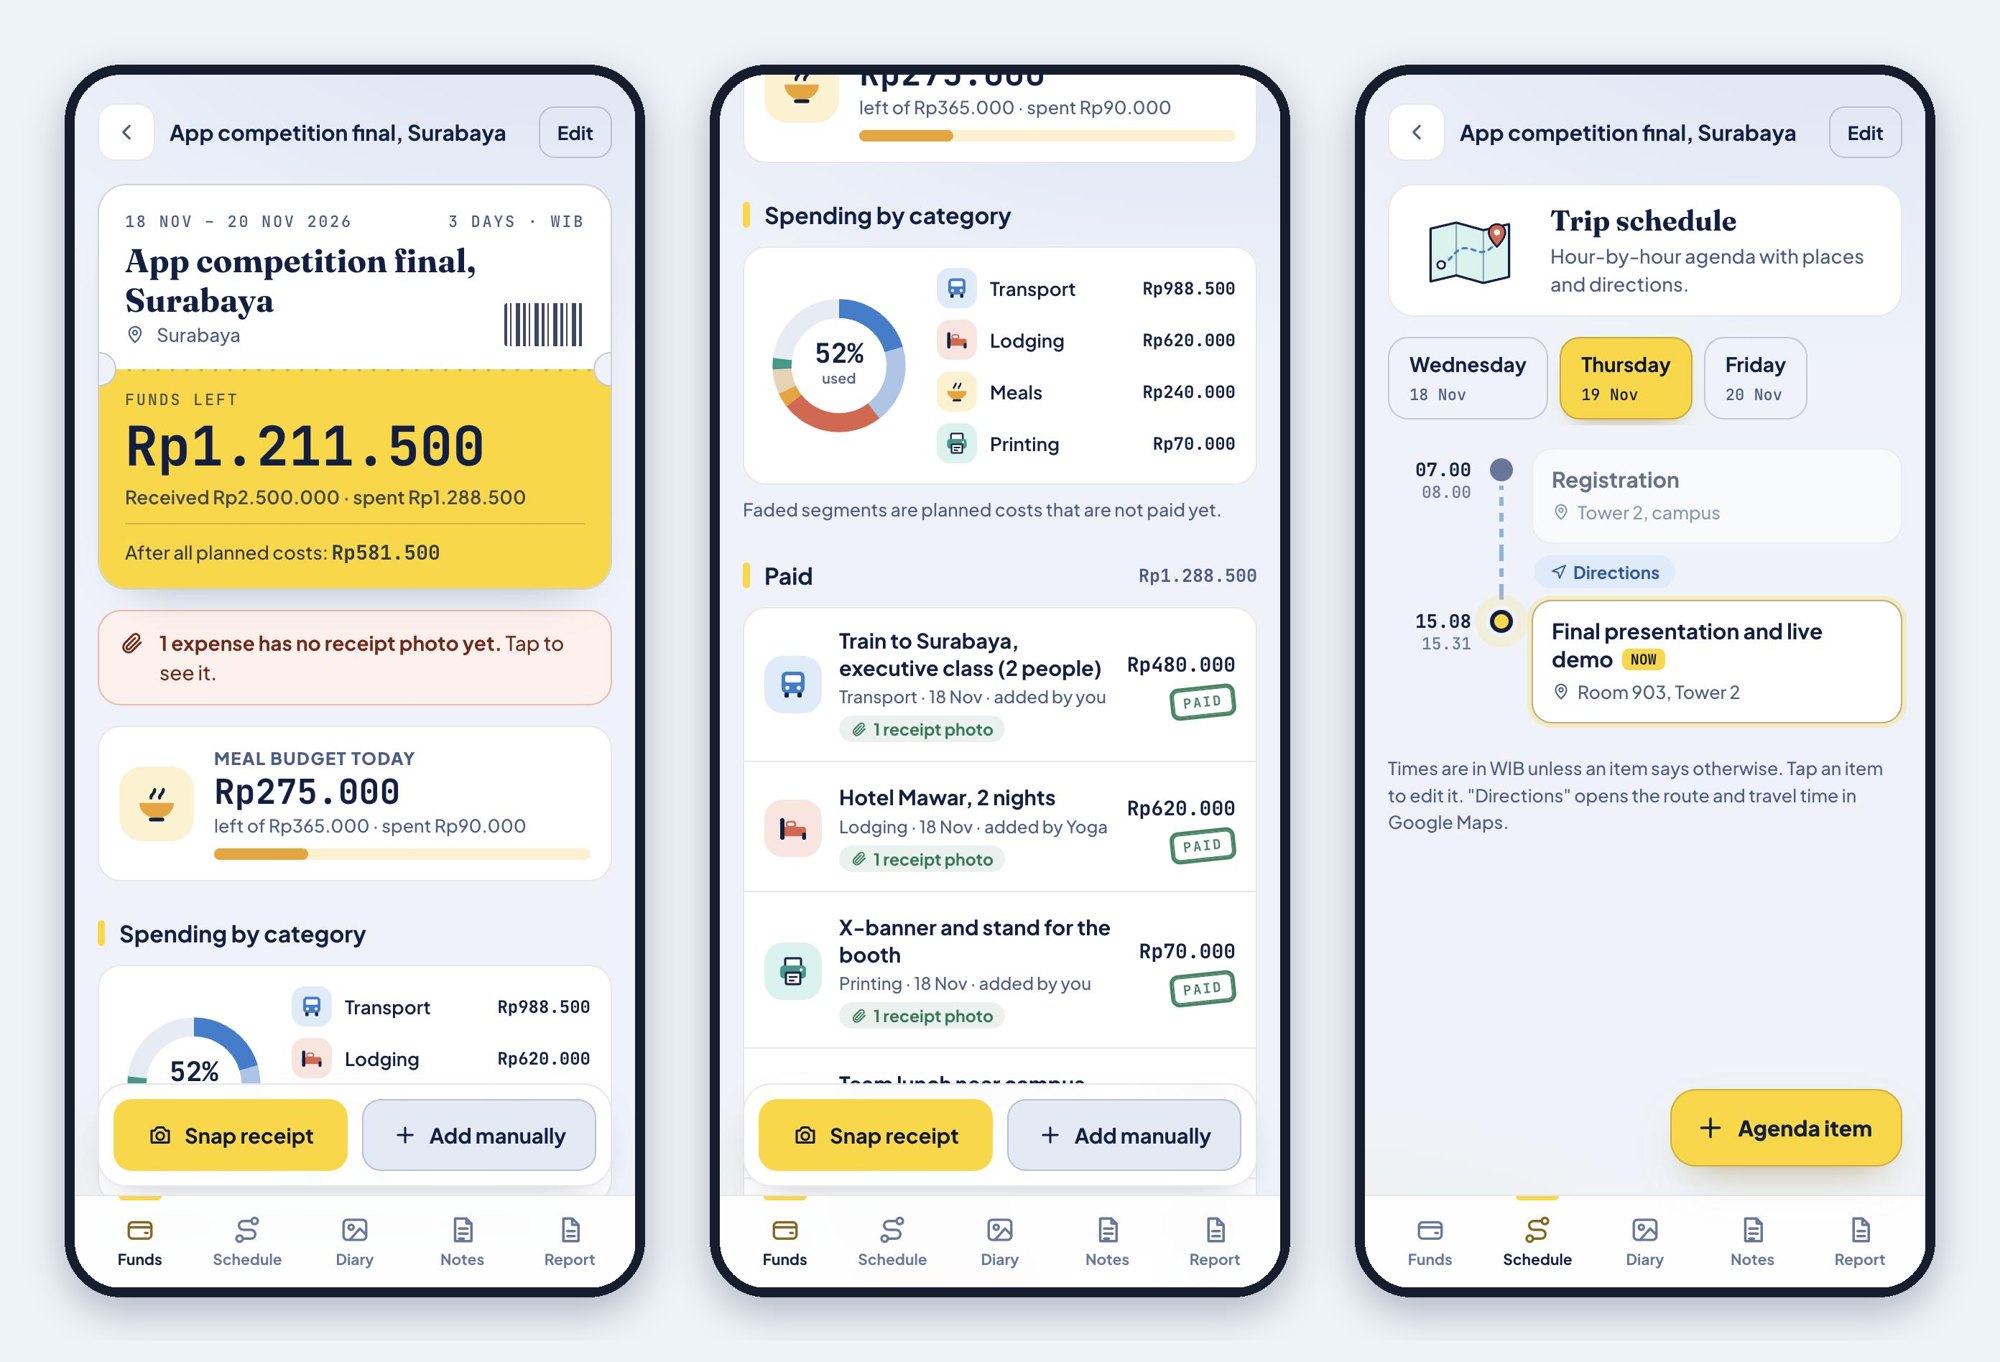 App competition final, Surabaya
Edit
18 NOV – 20 NOV 2026
3 DAYS · WIB
App competition final,
Surabaya
Surabaya
FUNDS LEFT
Rp1.211.500
Received Rp2.500.000 · spent Rp1.288.500
After all planned costs: Rp581.500
1 expense has no receipt photo yet. Tap to
see it.
MEAL BUDGET TODAY
Rp275.000
left of Rp365.000 · spent Rp90.000
Spending by category
Transport
Rp988.500
52%
Lodging
Rp620.000
Snap receipt
Add manually
Funds
Schedule
Diary
Notes
Report
Rp275.000
left of Rp365.000 · spent Rp90.000
Spending by category
52%
used
Transport
Rp988.500
Lodging
Rp620.000
Meals
Rp240.000
Printing
Rp70.000
Faded segments are planned costs that are not paid yet.
Paid
Rp1.288.500
Train to Surabaya,
executive class (2 people)
Rp480.000
Transport · 18 Nov · added by you
PAID
1 receipt photo
Hotel Mawar, 2 nights
Rp620.000
Lodging · 18 Nov · added by Yoga
PAID
1 receipt photo
X-banner and stand for the
booth
Rp70.000
Printing · 18 Nov · added by you
PAID
1 receipt photo
Team lunch near campus
Snap receipt
Add manually
Funds
Schedule
Diary
Notes
Report
App competition final, Surabaya
Edit
Trip schedule
Hour-by-hour agenda with places
and directions.
Wednesday
18 Nov
Thursday
19 Nov
Friday
20 Nov
07.00
08.00
Registration
Tower 2, campus
Directions
15.08
15.31
Final presentation and live
demo NOW
Room 903, Tower 2
Times are in WIB unless an item says otherwise. Tap an item
to edit it. "Directions" opens the route and travel time in
Google Maps.
Agenda item
Funds
Schedule
Diary
Notes
Report